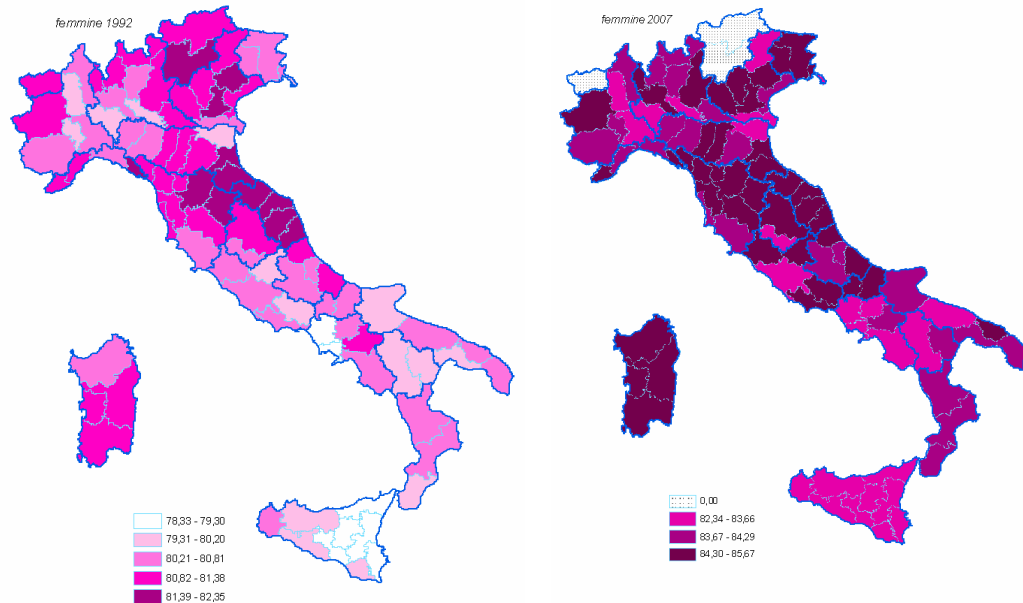 femmine 1992
78,33 - 79,30
79,31 - 80,20
80,21 - 80,81
80,82 - 81,38
81,39 - 82,35
femmine 2007
0,00
82,34 - 83,66
83,67 - 84,29
84,30 - 85,67